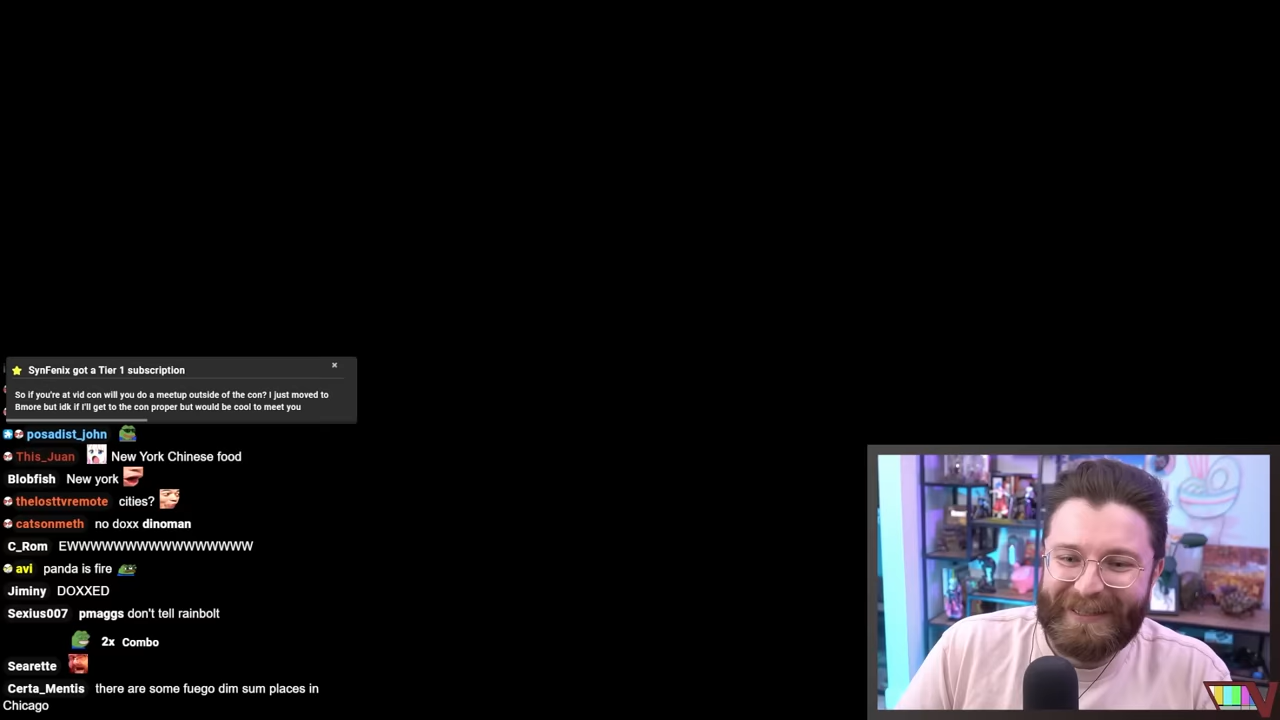 SynFenix got a Tier 1 subscription
So if you're at vid con will you do a meetup outside of the con? I just moved to
Bmore but idk if I'll get to the con proper but would be cool to meet you
posadist_john
This_Juan New York Chinese food
Blobfish New york
thelosttvremote cities?
catsonmeth no doxx dinoman
C_Rom EWWWWWWWWWWWWWWWWW
avi panda is fire
Jiminy DOXXED
Sexius007 pmaggs don't tell rainbolt
2x Combo
Searette
Certa_Mentis there are some fuego dim sum places in
Chicago